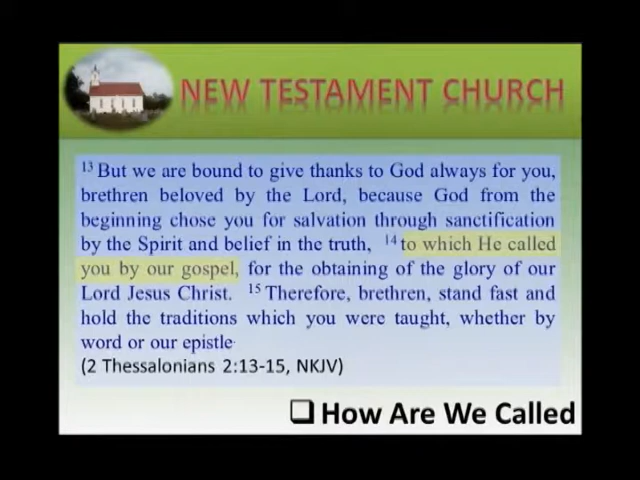 NEW TESTAMENT CHURCH
13 But we are bound to give thanks to God always for you,
brethren beloved by the Lord, because God from the
beginning chose you for salvation through sanctification
by the Spirit and belief in the truth, 14 to which He called
you by our gospel, for the obtaining of the glory of our
Lord Jesus Christ. 15 Therefore, brethren, stand fast and
hold the traditions which you were taught, whether by
word or our epistle
(2 Thessalonians 2:13-15, NKJV)
❑ How Are We Called